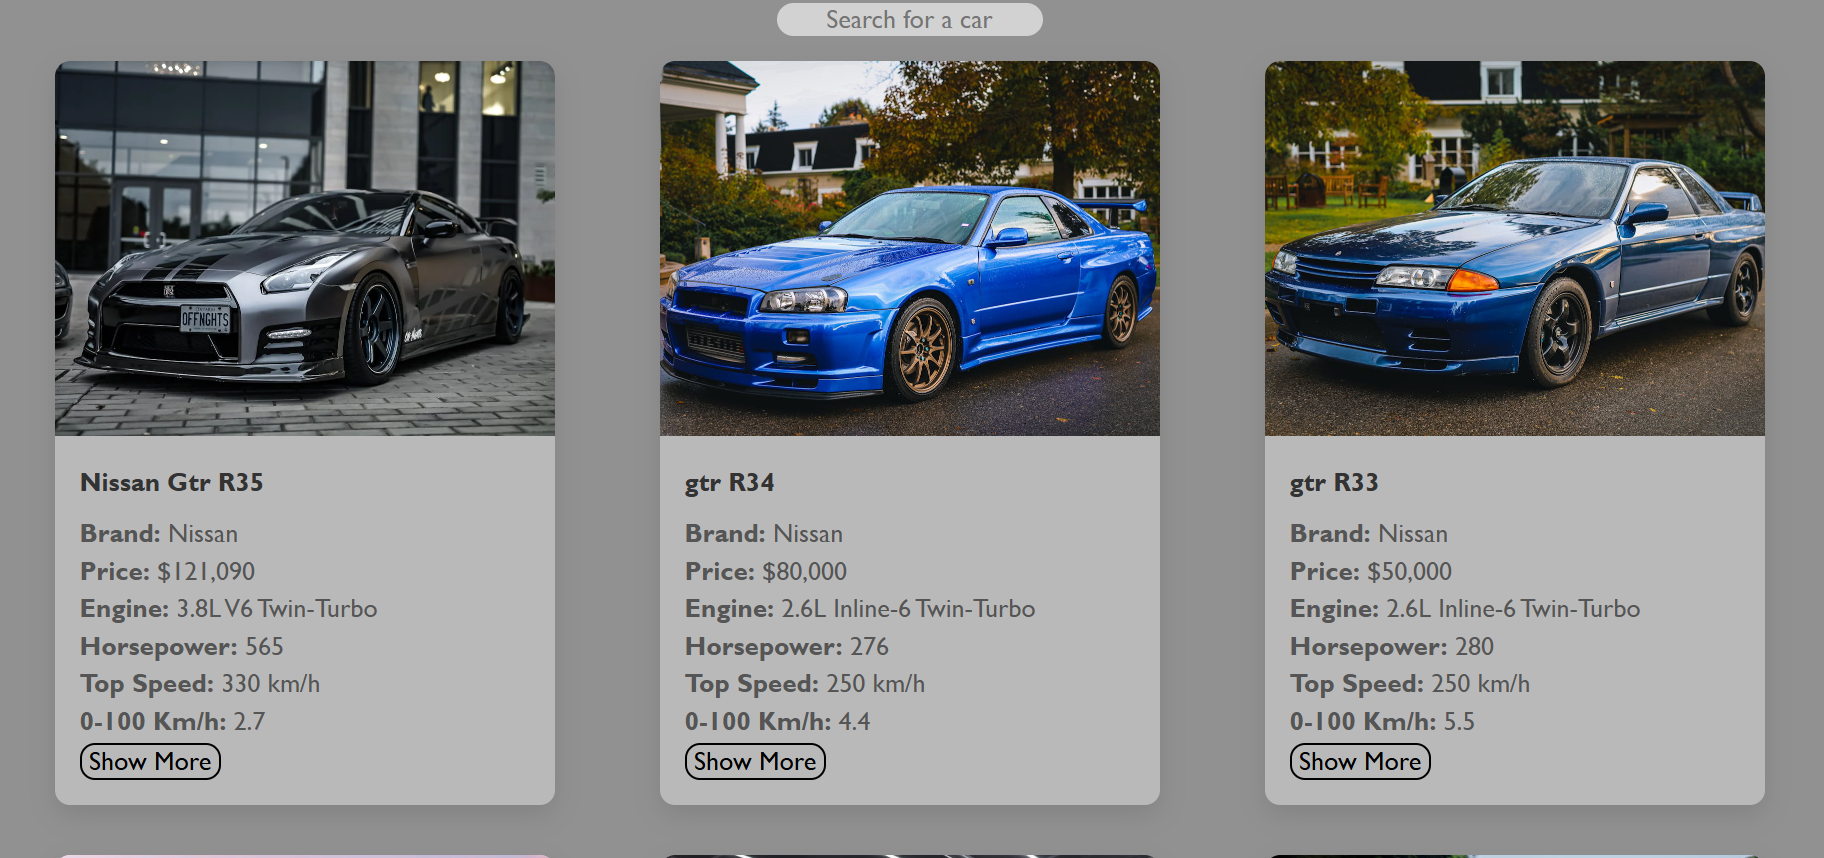 Search for a car
OFFNGHTS
Nissan Gtr R35
Brand: Nissan
Price: $121,090
Engine: 3.8L V6 Twin-Turbo
Horsepower: 565
Top Speed: 330 km/h
0-100 Km/h: 2.7
Show More
gtr R34
Brand: Nissan
Price: $80,000
Engine: 2.6L Inline-6 Twin-Turbo
Horsepower: 276
Top Speed: 250 km/h
0-100 Km/h: 4.4
Show More
gtr R33
Brand: Nissan
Price: $50,000
Engine: 2.6L Inline-6 Twin-Turbo
Horsepower: 280
Top Speed: 250 km/h
0-100 Km/h: 5.5
Show More